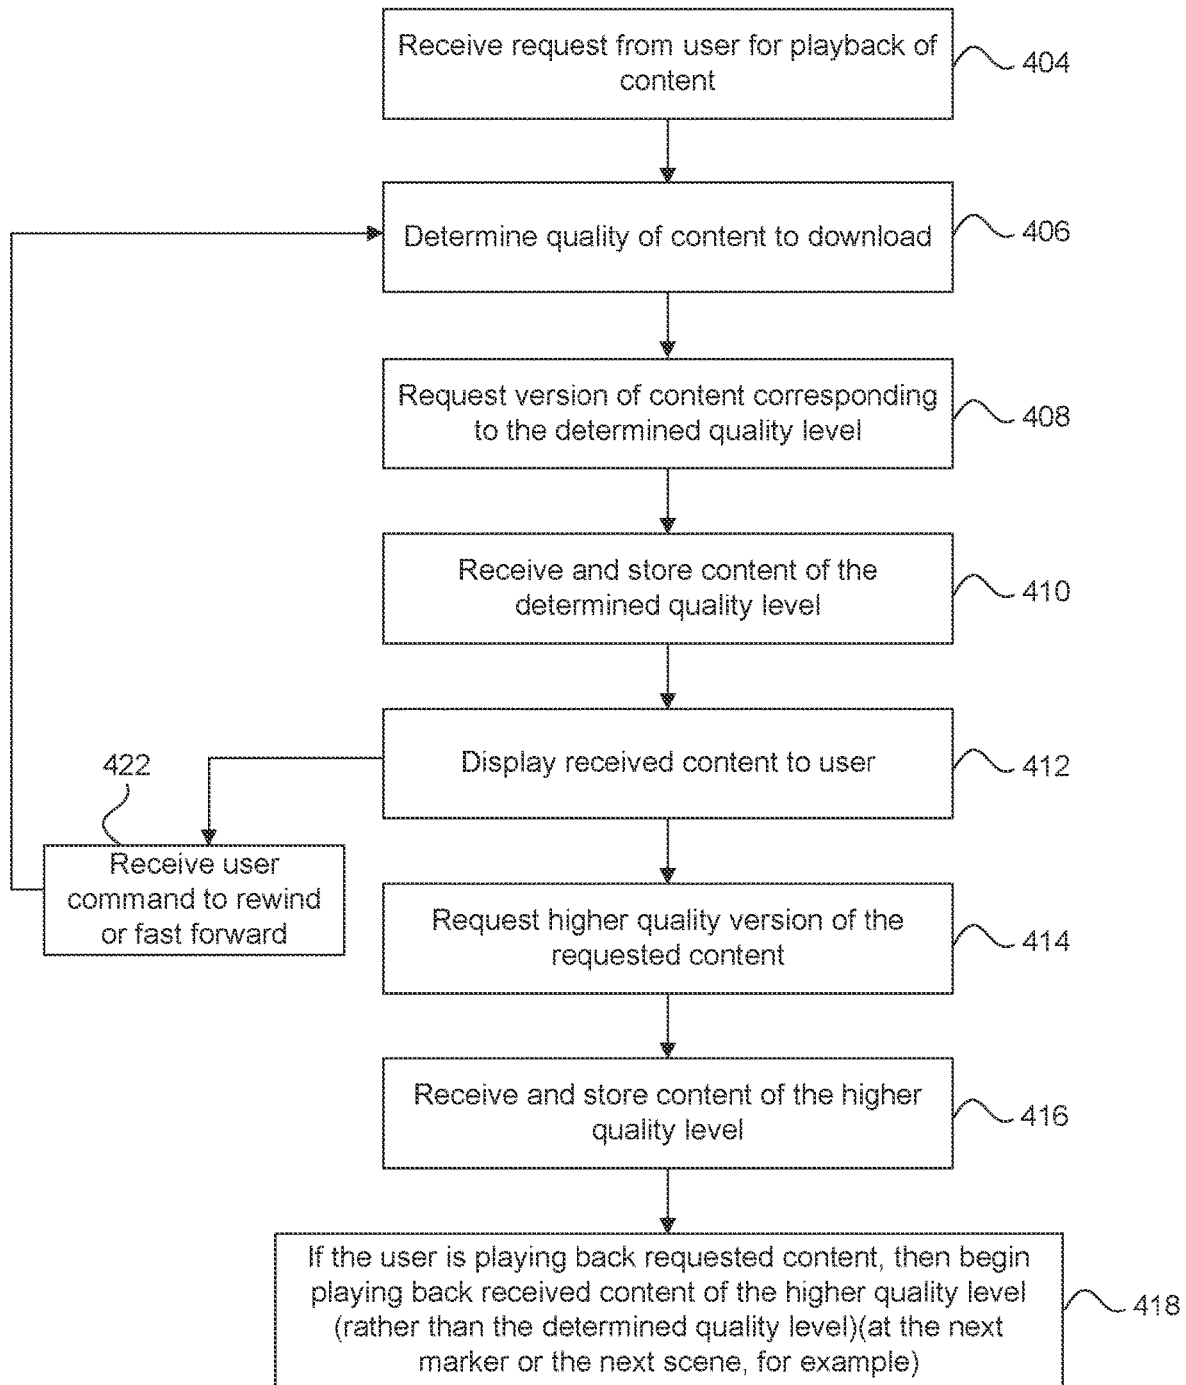 Receive request from user for playback of
content
404
Determine quality of content to download
406
Request version of content corresponding
to the determined quality level
408
Receive and store content of the
determined quality level
410
Display received content to user
412
422
Receive user
command to rewind
or fast forward
Request higher quality version of the
requested content
414
Receive and store content of the higher
quality level
416
If the user is playing back requested content, then begin
playing back received content of the higher quality level
(rather than the determined quality level)(at the next
marker or the next scene, for example)
418